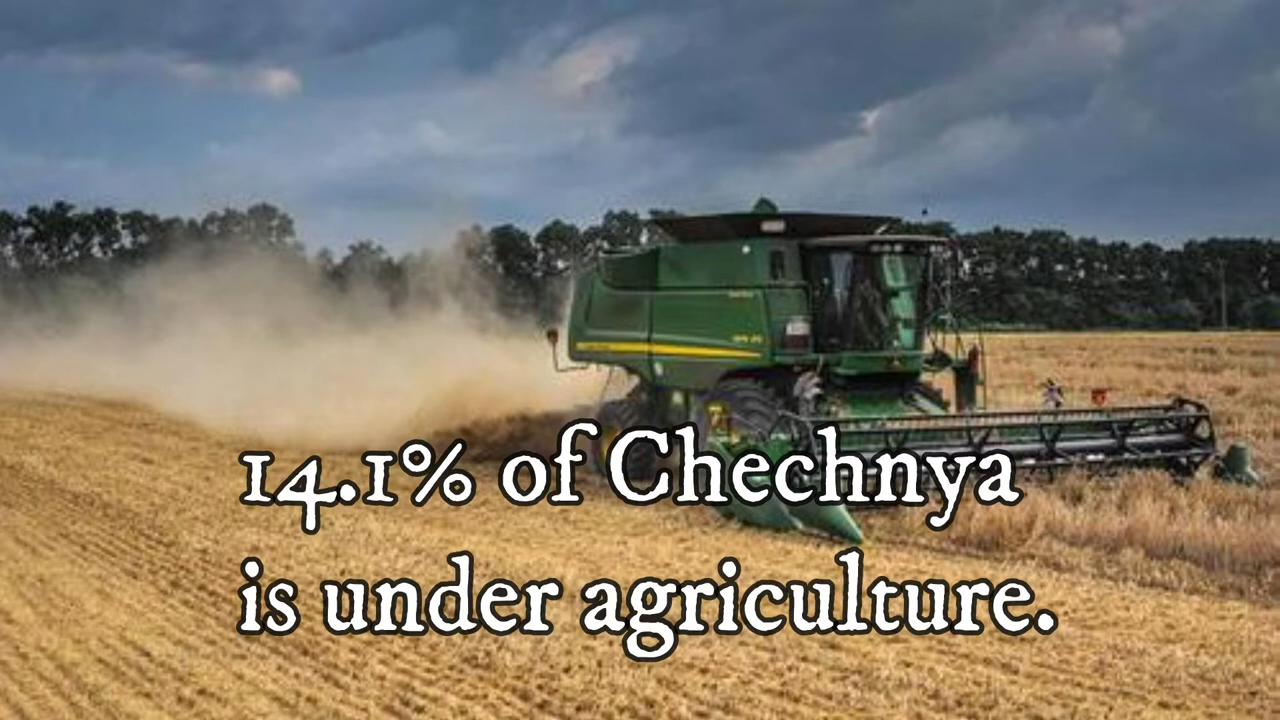 14.1% of Chechnya
is under agriculture.